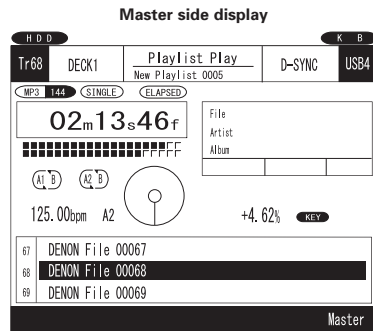 Master side display
HDD KB
Tr68 DECK1 Playlist Play D-SYNC USB4
New Playlist 0005
MP3 144 SINGLE ELAPSED
02m13s46f
File
Artist
Album
A1 B A2 B
125.00bpm A2 +4.62% KEY
67 DENON File 00067
68 DENON File 00068
69 DENON File 00069
Master